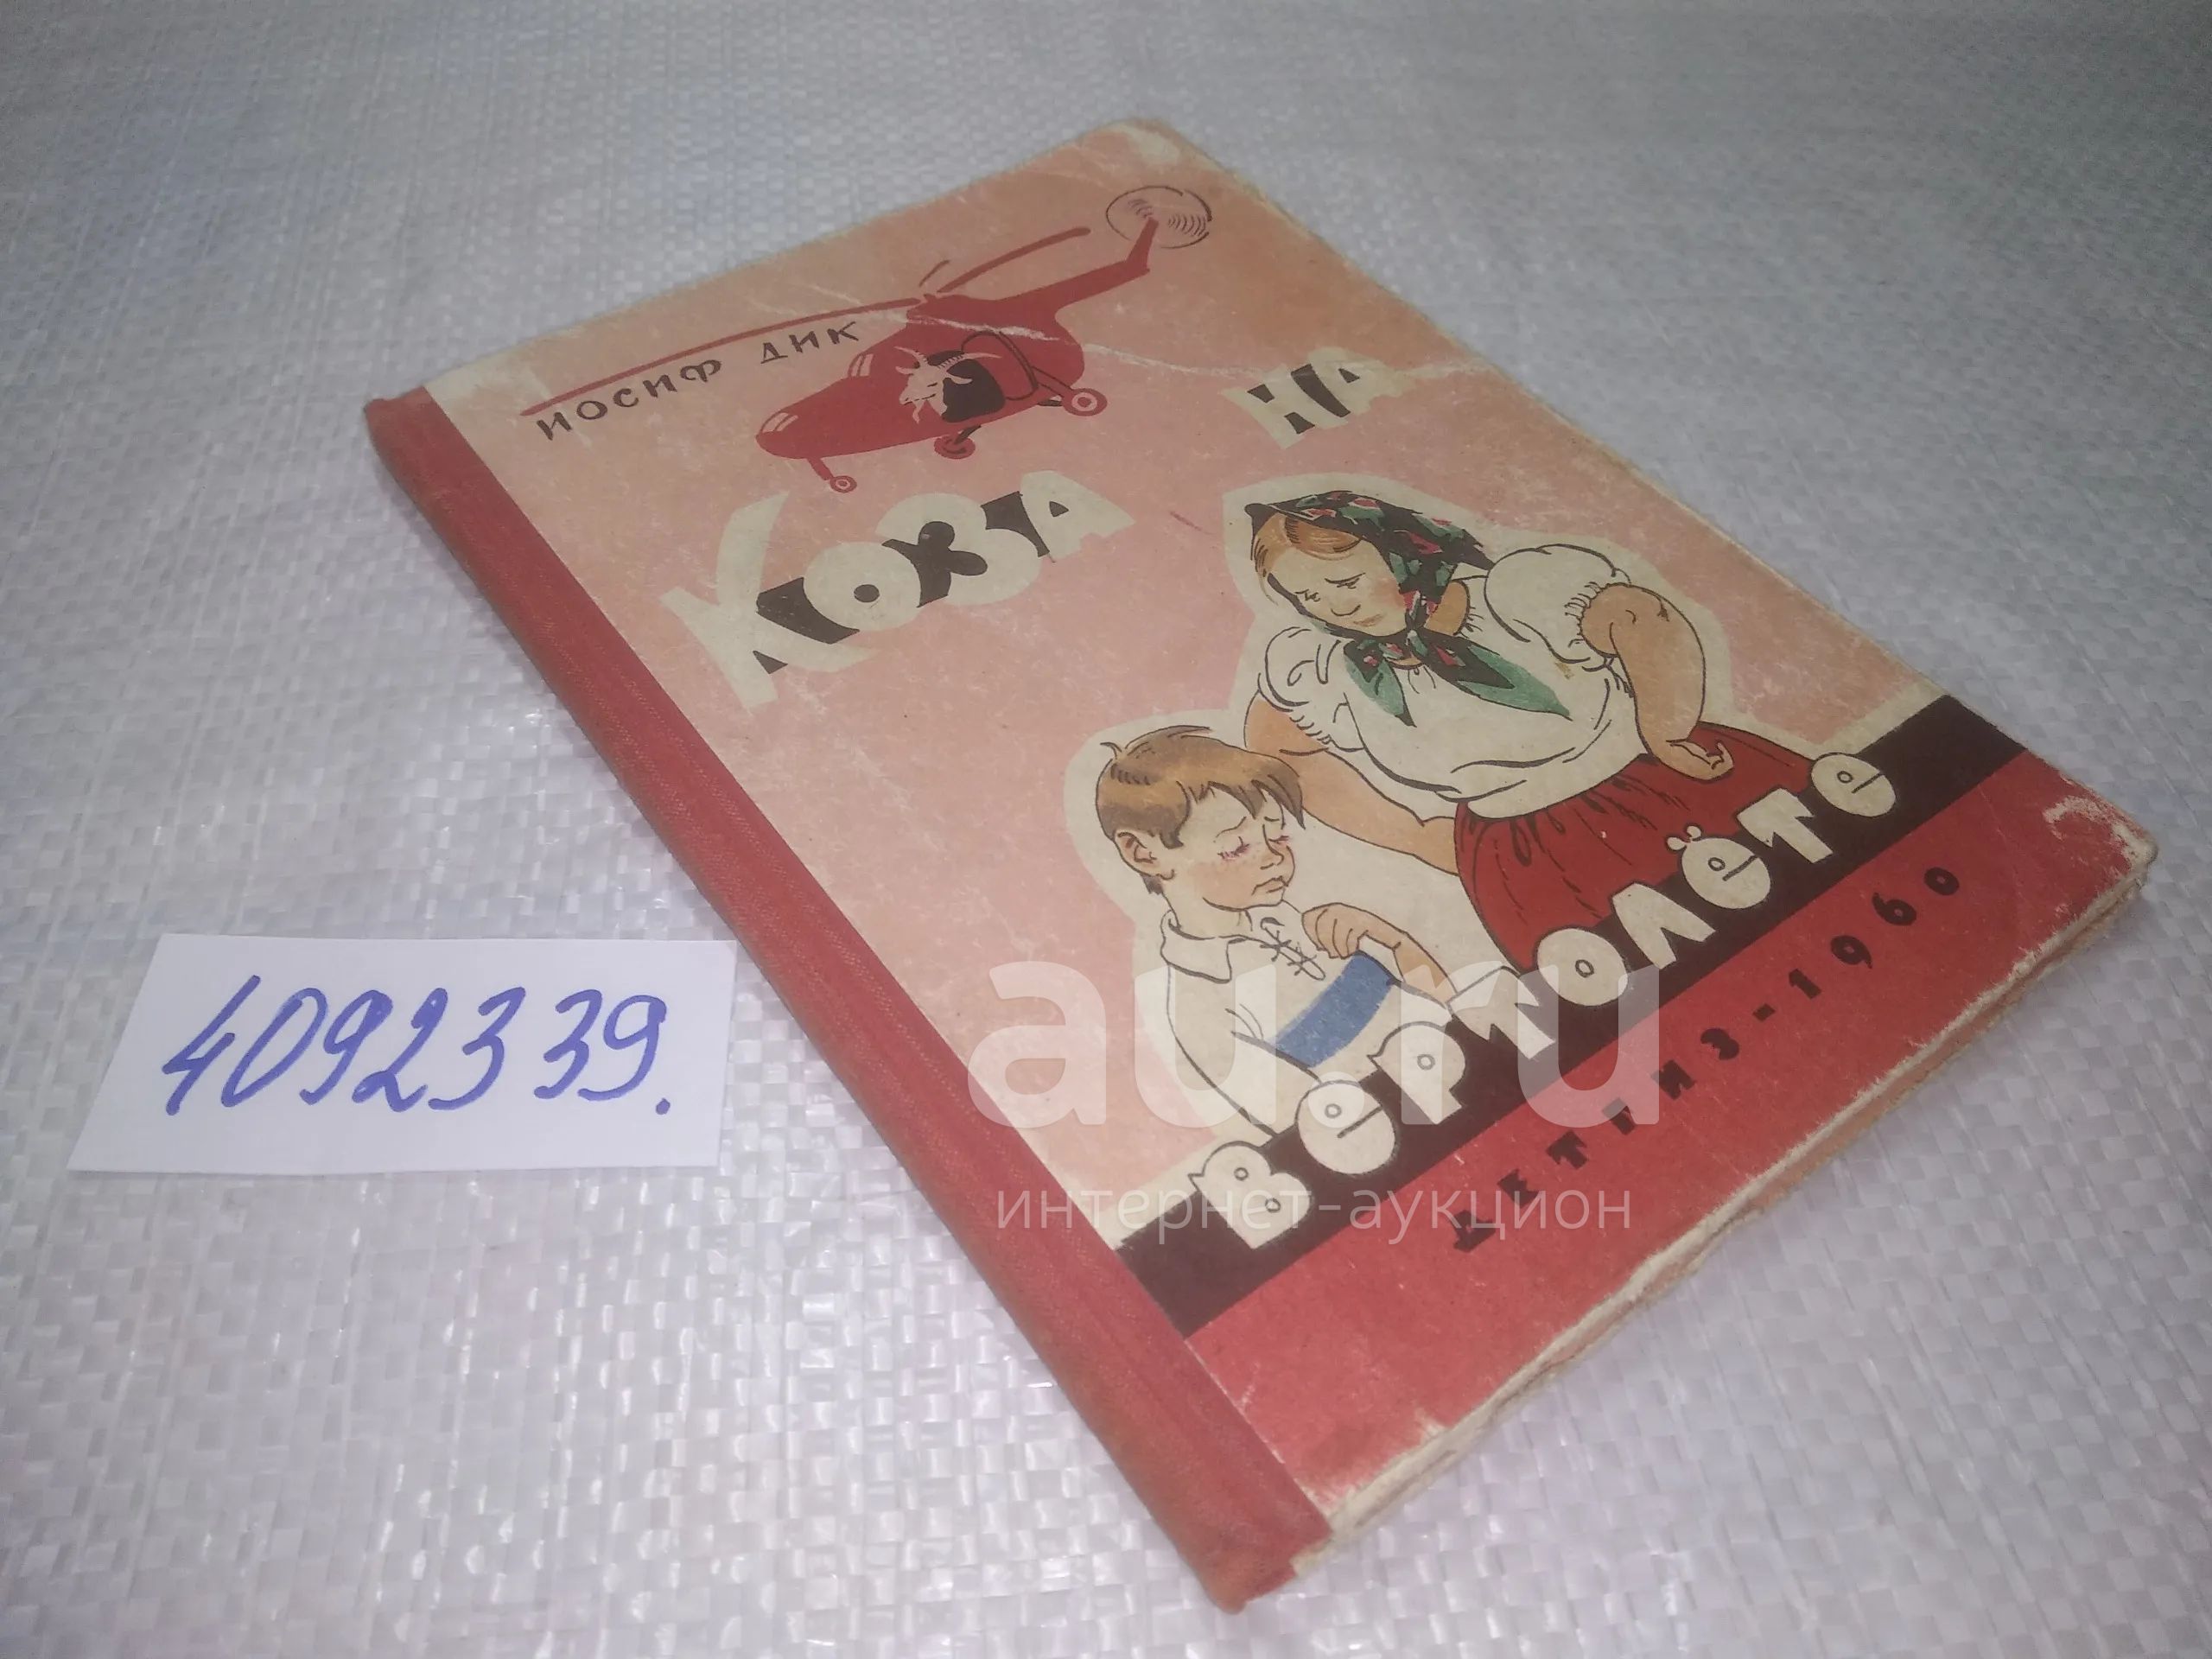 ИОСИФ ДИК
КОЗА НА
ВЕРТОЛЁТЕ
ДЕТГИЗ-1960
4092339.
au.ru
интернет-аукцион